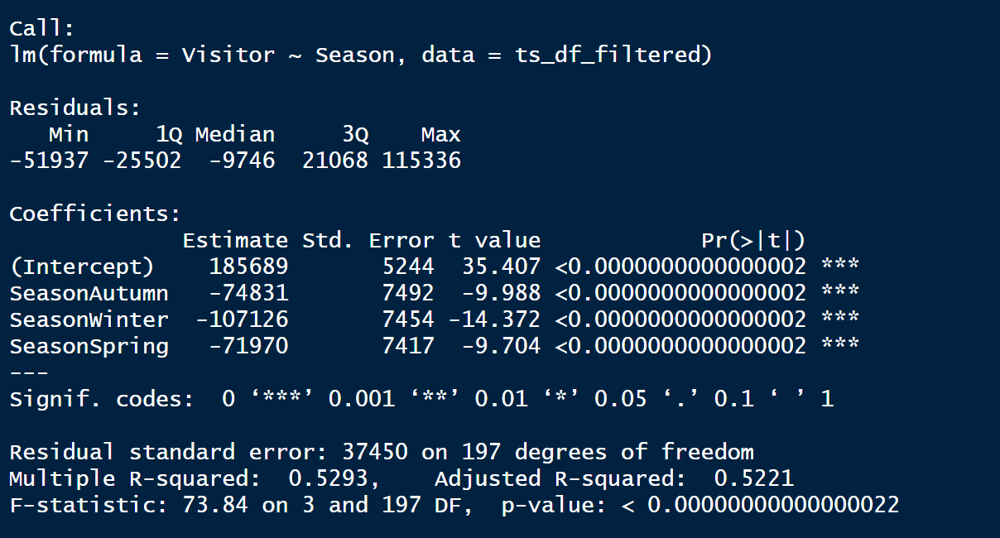 Call:
lm(formula = Visitor ~ Season, data = ts_df_filtered)

Residuals:
   Min     1Q Median     3Q    Max
-51937 -25502  -9746  21068 115336

Coefficients:
             Estimate Std. Error t value            Pr(>|t|)
(Intercept)    185689       5244  35.407 <0.0000000000000002 ***
SeasonAutumn   -74831       7492  -9.988 <0.0000000000000002 ***
SeasonWinter  -107126       7454 -14.372 <0.0000000000000002 ***
SeasonSpring   -71970       7417  -9.704 <0.0000000000000002 ***
---
Signif. codes:  0 ‘***’ 0.001 ‘**’ 0.01 ‘*’ 0.05 ‘.’ 0.1 ‘ ’ 1

Residual standard error: 37450 on 197 degrees of freedom
Multiple R-squared:  0.5293,    Adjusted R-squared:  0.5221
F-statistic: 73.84 on 3 and 197 DF,  p-value: < 0.00000000000000022